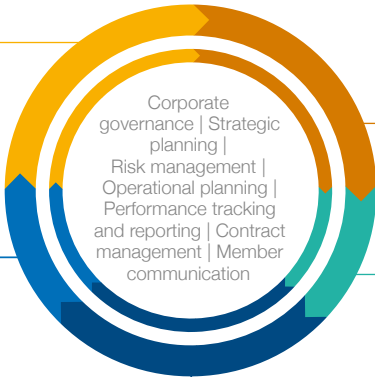 Corporate
governance | Strategic
planning |
Risk management |
Operational planning |
Performance tracking
and reporting | Contract
management | Member
communication